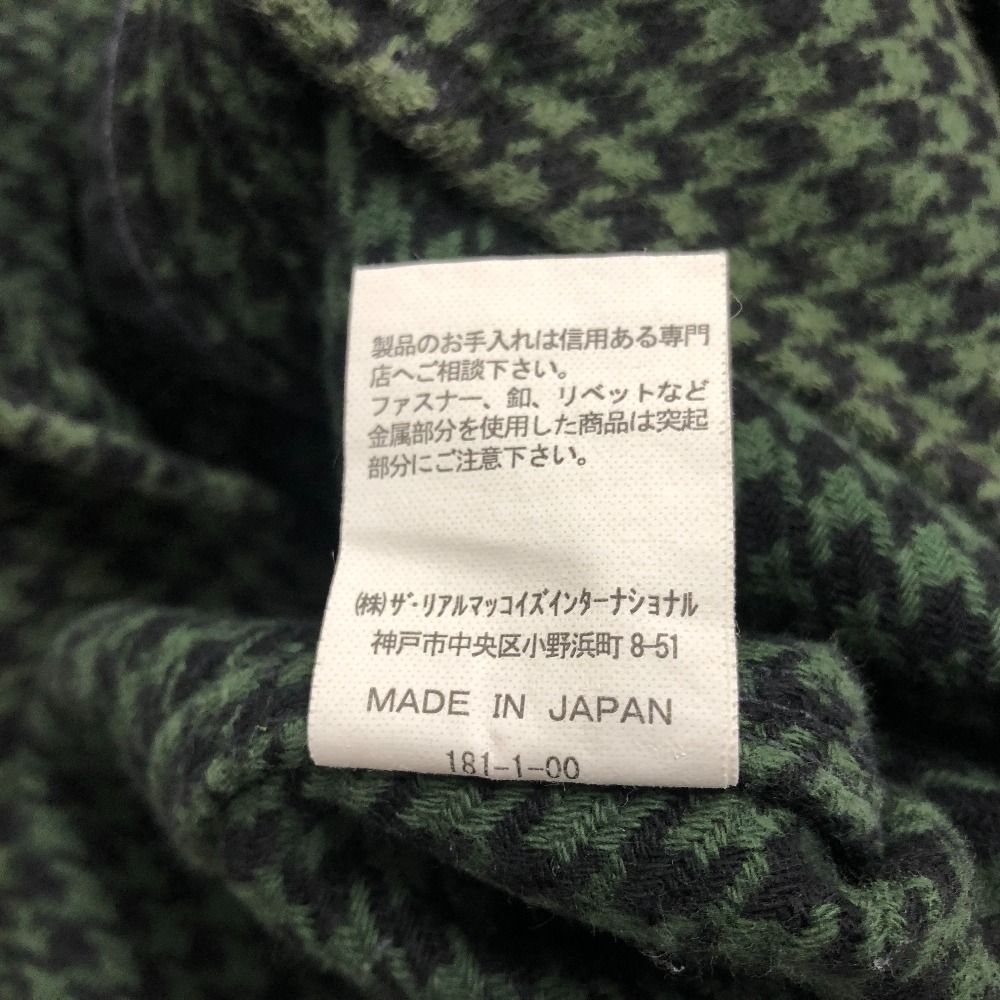 製品のお手入れは信用ある専門
店へご相談下さい。
ファスナー、釦、リベットなど
金属部分を使用した商品は突起
部分にご注意下さい。
(株)ザ・リアルマッコイズインターナショナル
神戸市中央区小野浜町8-51
MADE IN JAPAN
181-1-00